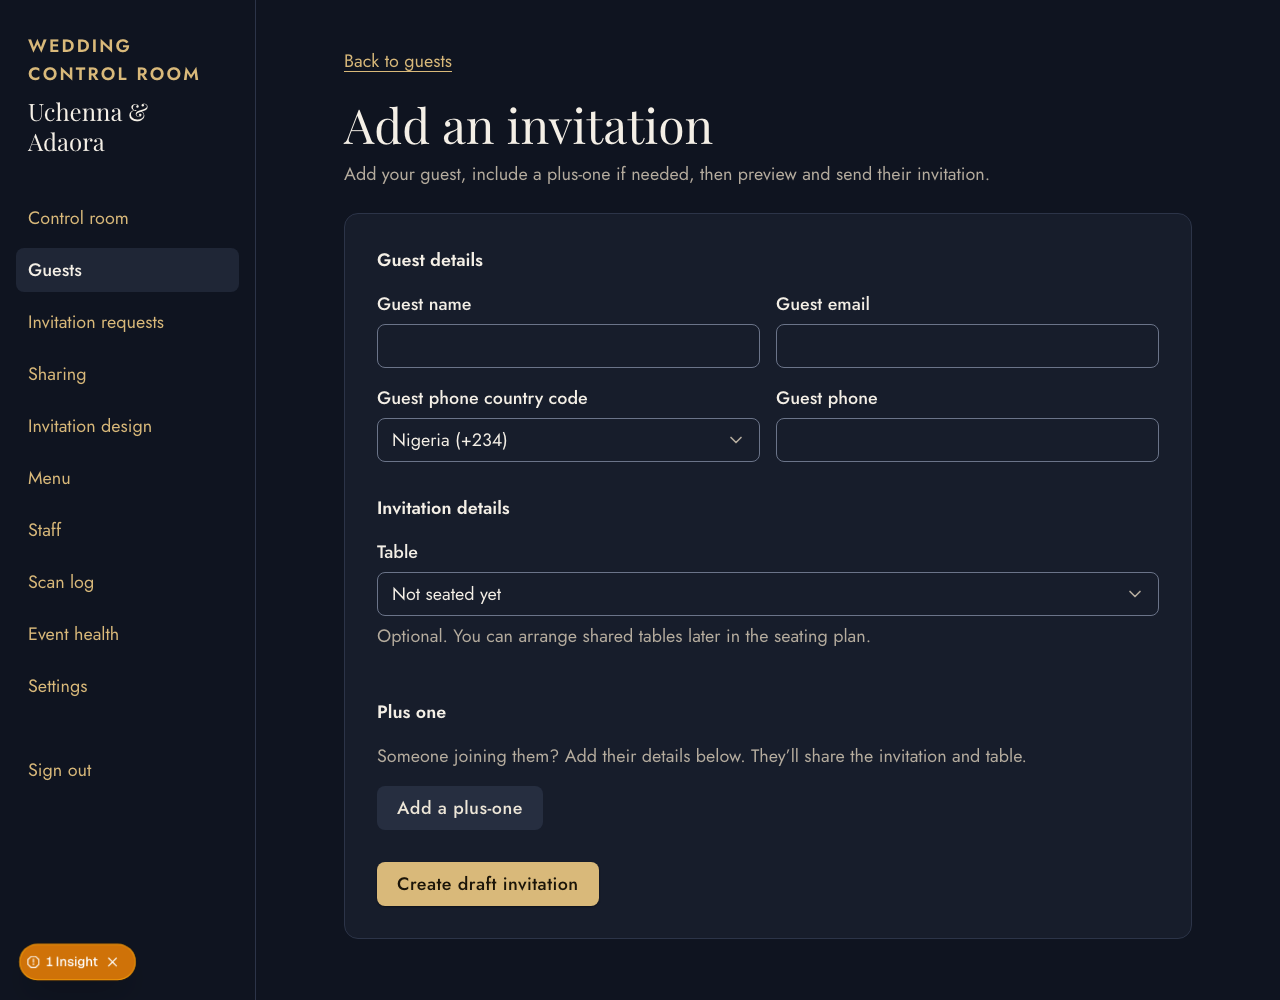 WEDDING
CONTROL ROOM
Uchenna &
Adaora
Control room
Guests
Invitation requests
Sharing
Invitation design
Menu
Staff
Scan log
Event health
Settings
Sign out
1 Insight
Back to guests
Add an invitation
Add your guest, include a plus-one if needed, then preview and send their invitation.
Guest details
Guest name
Guest email
Guest phone country code
Guest phone
Nigeria (+234)
Invitation details
Table
Not seated yet
Optional. You can arrange shared tables later in the seating plan.
Plus one
Someone joining them? Add their details below. They’ll share the invitation and table.
Add a plus-one
Create draft invitation